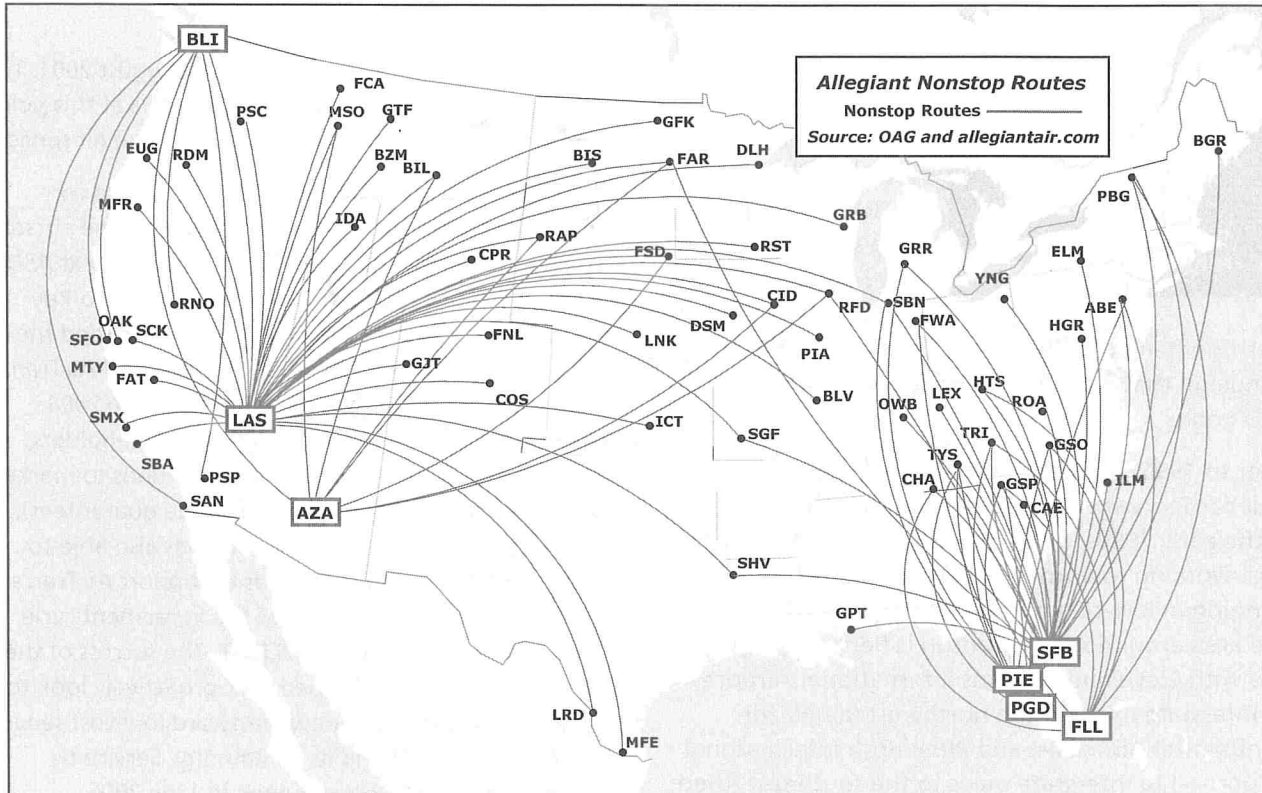 BLI
Allegiant Nonstop Routes
Nonstop Routes
Source: OAG and allegiantair.com
FCA
PSC
MSO
GTF
GFK
BGR
EUG
RDM
BZM
BIL
BIS
FAR
DLH
PBG
MFR
IDA
GRB
RAP
RST
GRR
ELM
CPR
FSD
YNG
RNO
CID
RFD
SBN
ABE
OAK
SCK
FNL
LNK
DSM
FWA
HGR
SFO
PIA
MTY
FAT
GJT
COS
BLV
LEX
HTS
ROA
SMX
LAS
ICT
OWB
SGF
TRI
GSO
SBA
PSP
TYS
CHA
GSP
ILM
SAN
AZA
CAE
SHV
GPT
SFB
PIE
PGD
LRD
FLL
MFE